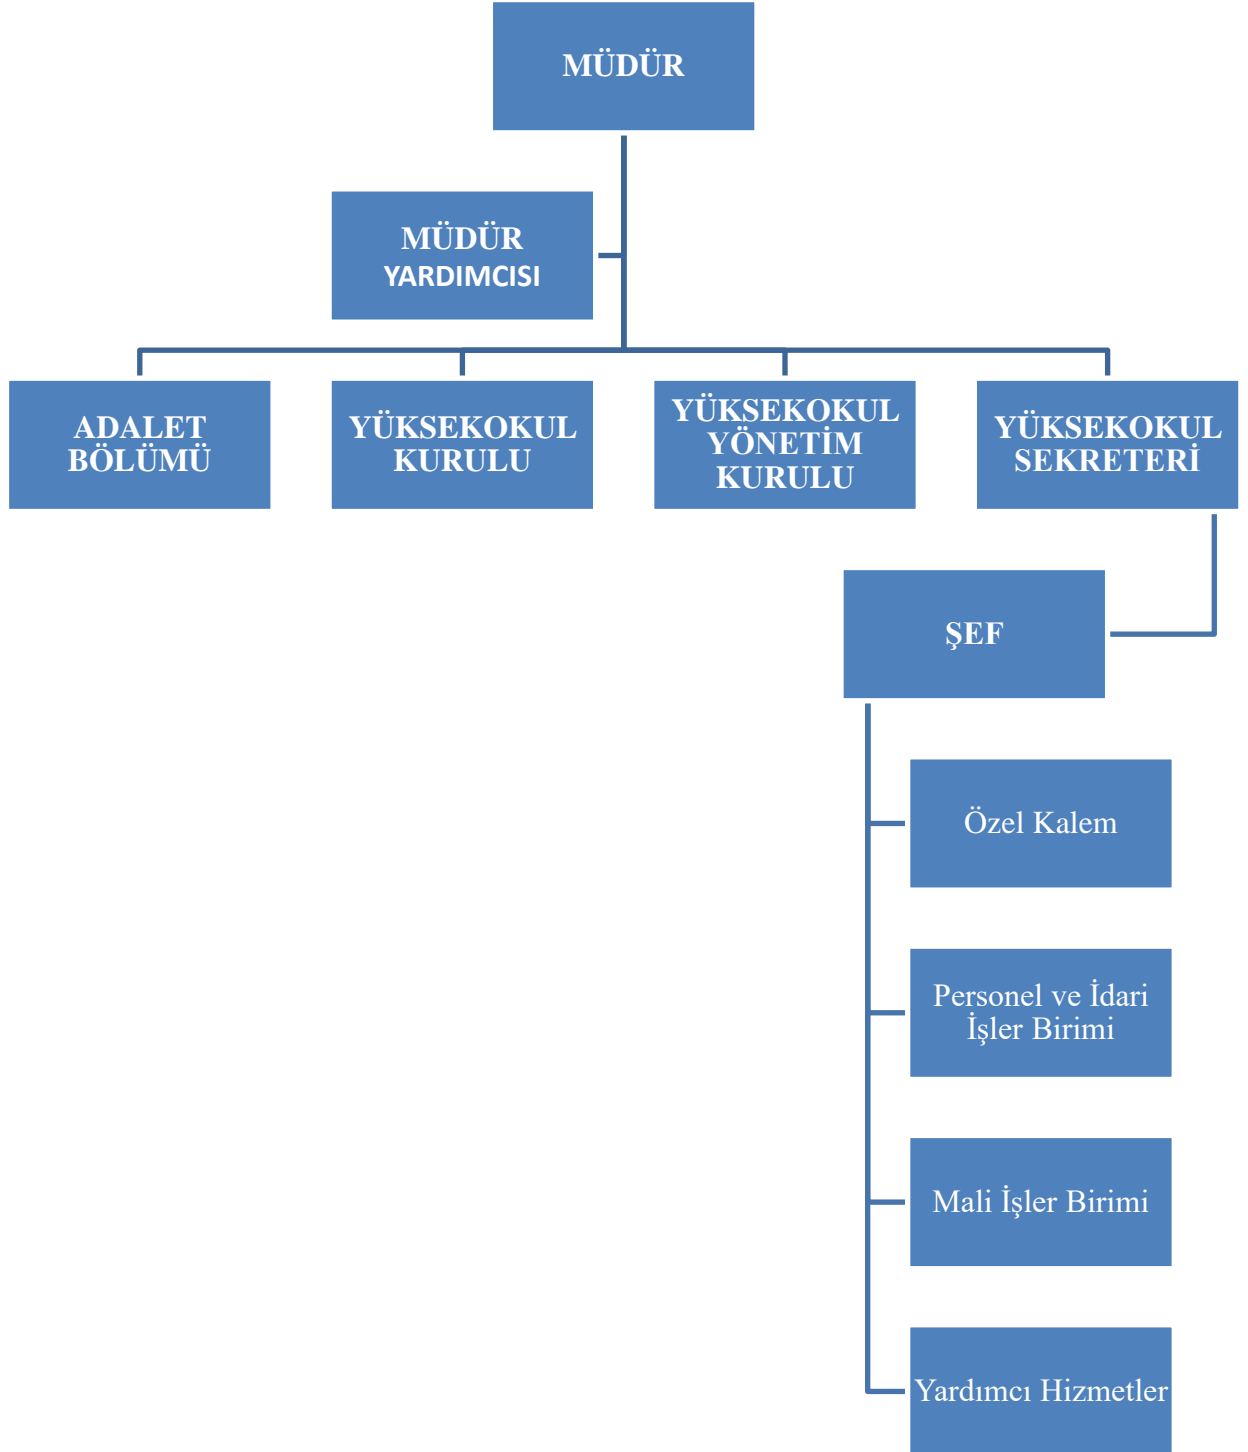 MÜDÜR
MÜDÜR
YARDIMCISI
ADALET
BÖLÜMÜ
YÜKSEKOKUL
KURULU
YÜKSEKOKUL
YÖNETİM
KURULU
YÜKSEKOKUL
SEKRETERİ
ŞEF
Özel Kalem
Personel ve İdari
İşler Birimi
Mali İşler Birimi
Yardımcı Hizmetler